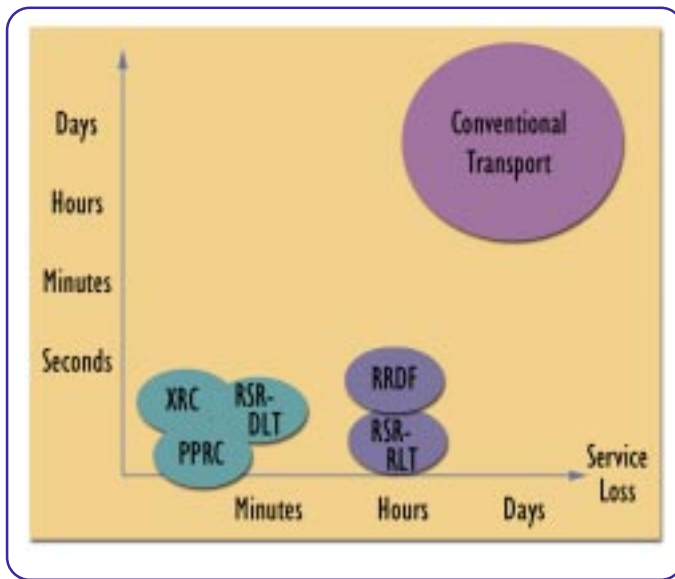 Days
Hours
Minutes
Seconds
Conventional
Transport
XRC
RSR-
DLT
PPRC
RRDF
RSR-
RLT
Minutes
Hours
Days
Service
Loss